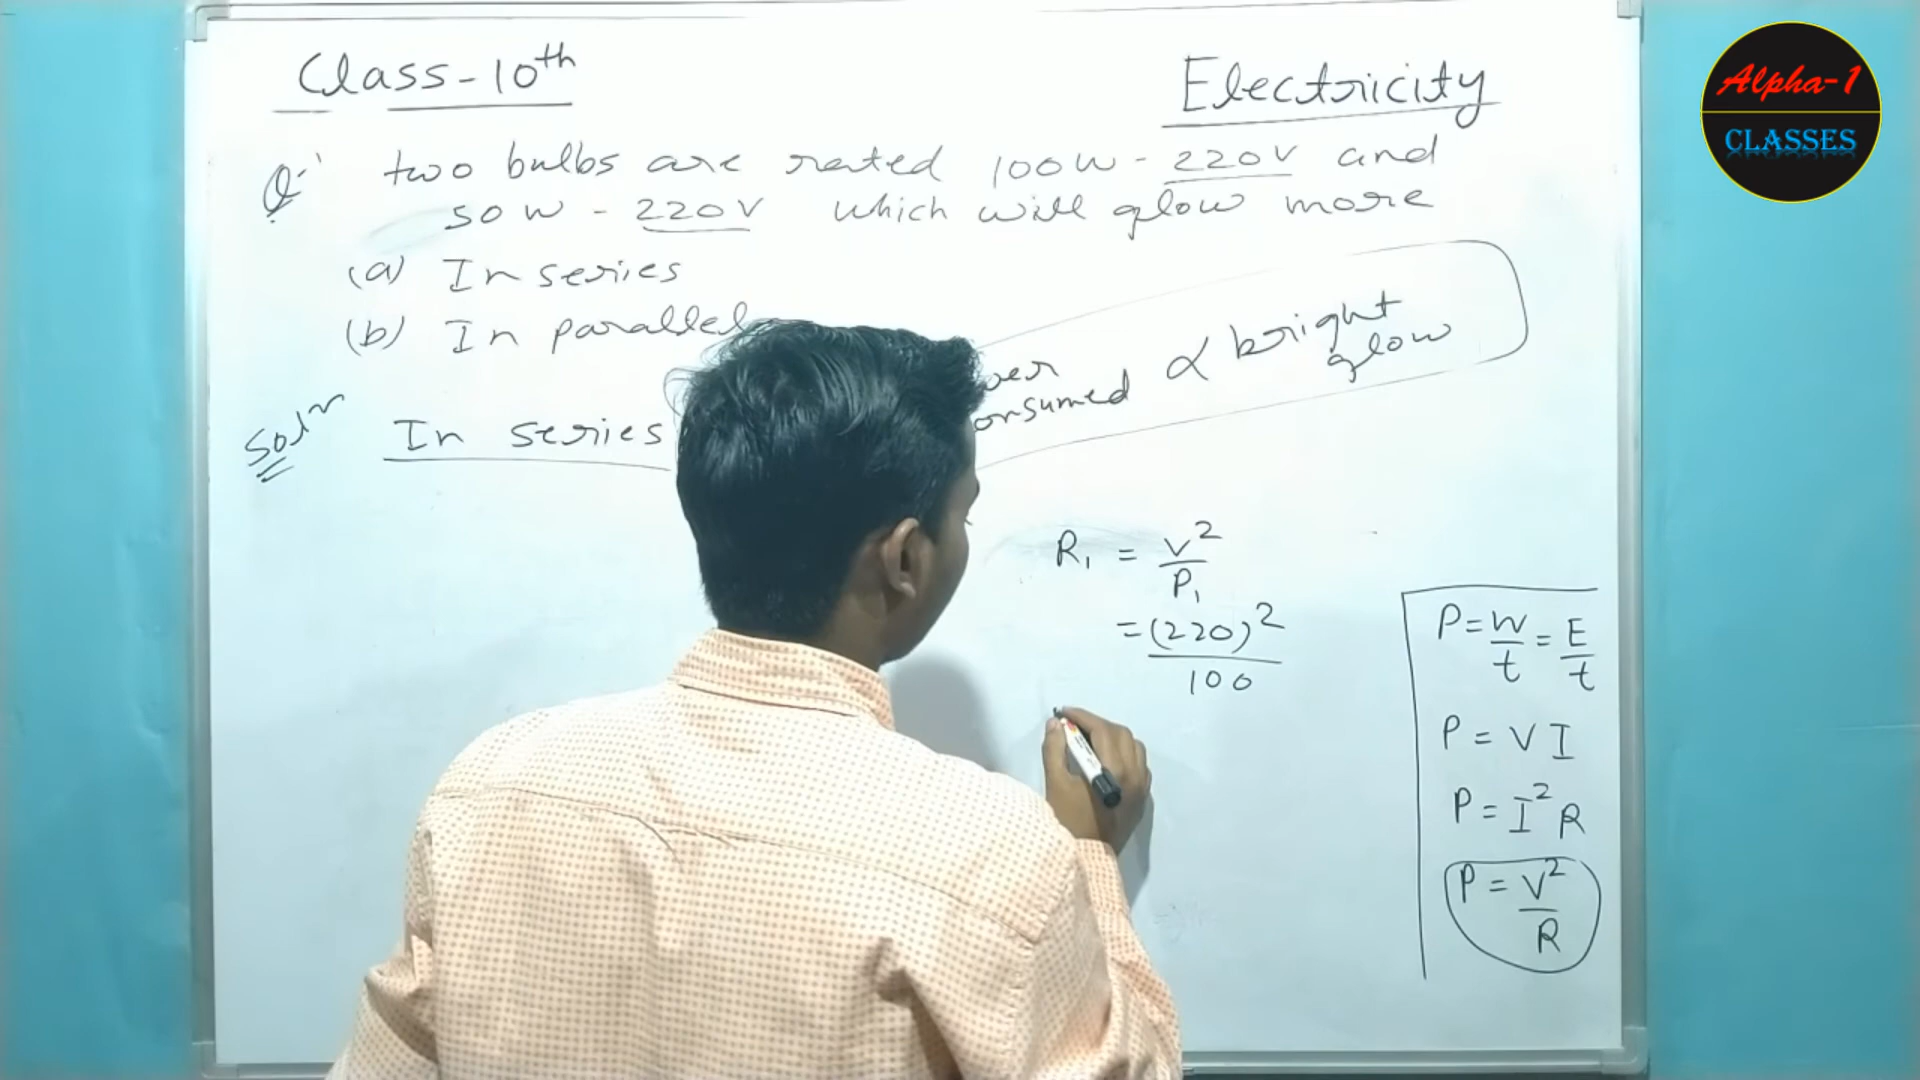 Class-10th
Electricity
Alpha-1
CLASSES
Q. two bulbs are rated 100W - 220V and
50W - 220V which will glow more
(a) In series
(b) In parallel
Soln
In series
consumed ∝ bright glow
R₁ = V²/P₁
= (220)²/100
P = W/t = E/t
P = VI
P = I²R
P = V²/R